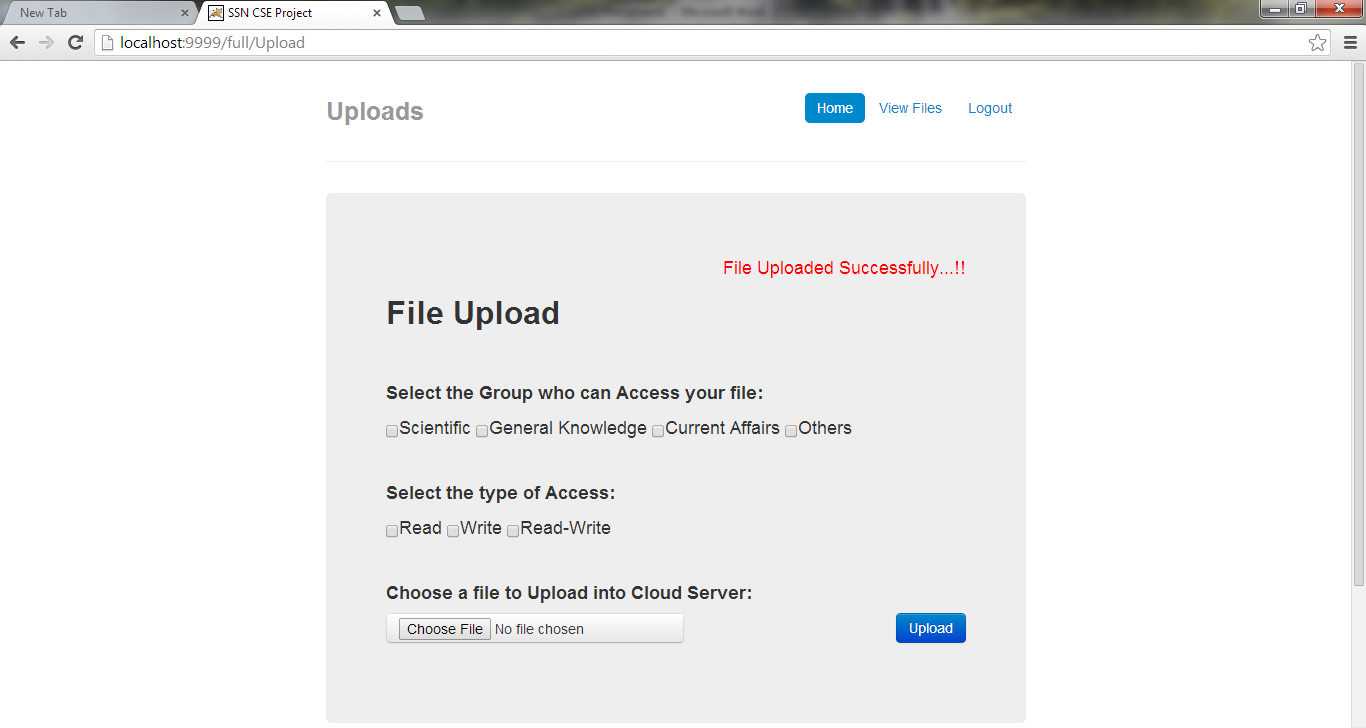 New Tab
SSN CSE Project
localhost:9999/full/Upload
Uploads
Home View Files Logout
File Uploaded Successfully...!!
File Upload
Select the Group who can Access your file:
Scientific General Knowledge Current Affairs Others
Select the type of Access:
Read Write Read-Write
Choose a file to Upload into Cloud Server:
Choose File No file chosen Upload